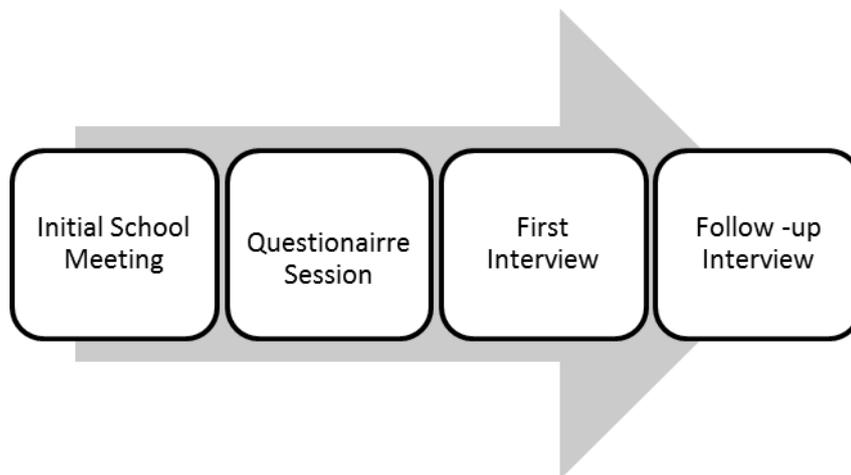 Initial School
Meeting
Questionairre
Session
First
Interview
Follow -up
Interview